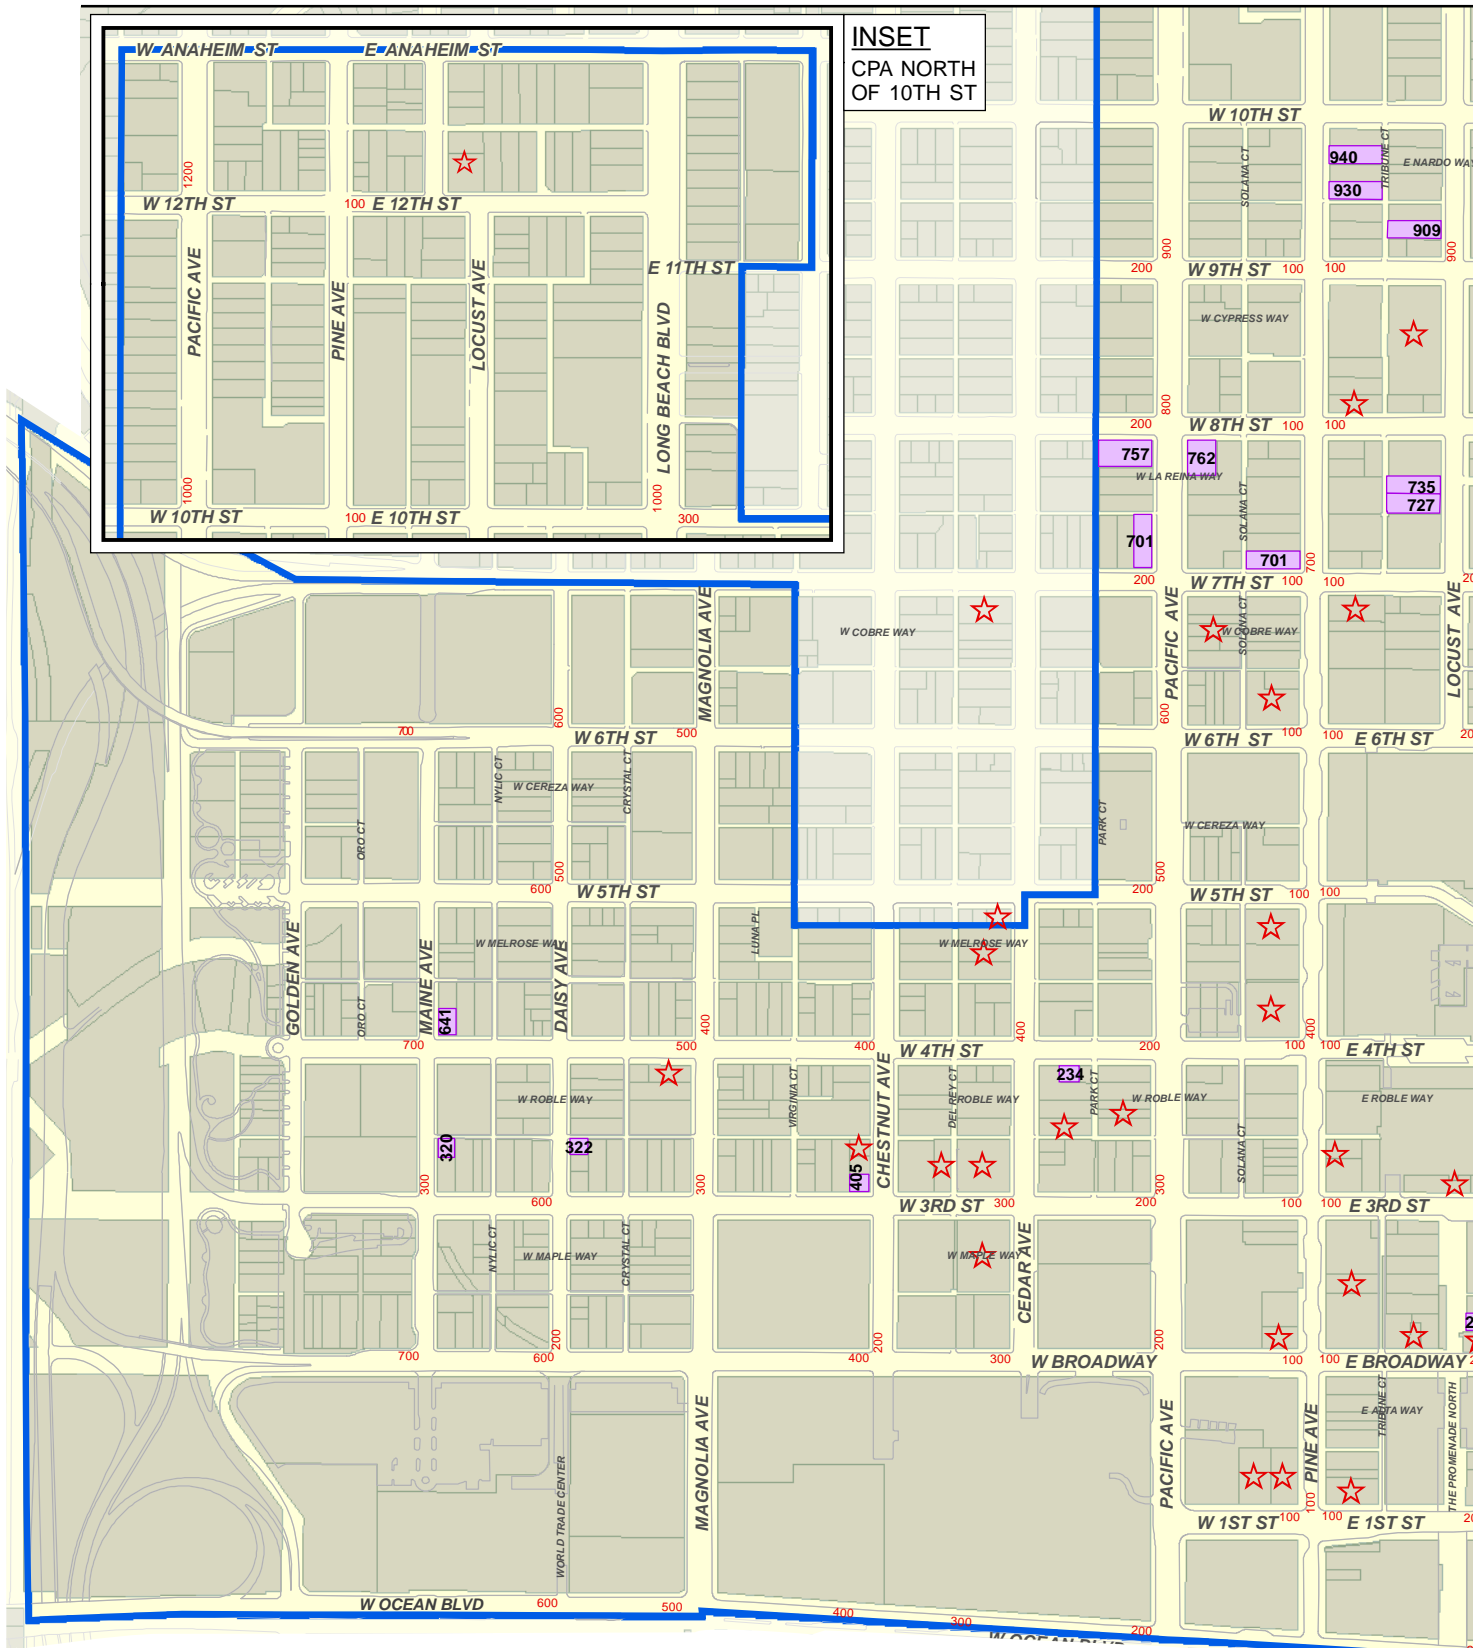 INSET
CPA NORTH
OF 10TH ST
W ANAHEIM ST
E ANAHEIM ST
1200
W 12TH ST
100
E 12TH ST
PACIFIC AVE
PINE AVE
LOCUST AVE
LONG BEACH BLVD
E 11TH ST
1000
1000
W 10TH ST
100
E 10TH ST
300
W 10TH ST
SOLANA CT
940
TRIBUNE CT
E NARDO WAY
930
909
900
900
200
W 9TH ST
100
100
W CYPRESS WAY
800
200
W 8TH ST
100
100
757
762
W LA REINA WAY
735
727
SOLANA CT
701
701
700
200
W 7TH ST
100
100
MAGNOLIA AVE
W COBRE WAY
SOLANA CT
W COBRE WAY
PACIFIC AVE
LOCUST AVE
600
600
700
W 6TH ST
500
W 6TH ST
100
100
E 6TH ST
NYLIC CT
W CEREZA WAY
CRYSTAL CT
ORO CT
PARK CT
W CEREZA WAY
500
500
600
W 5TH ST
200
W 5TH ST
100
100
GOLDEN AVE
MAINE AVE
W MELROSE WAY
DAISY AVE
LUNA PL
W MELROSE WAY
ORO CT
641
400
400
400
700
500
400
W 4TH ST
200
100
100
E 4TH ST
CHESTNUT AVE
234
W ROBLE WAY
VIRGINIA CT
DEL REY CT
ROBLE WAY
PARK CT
W ROBLE WAY
E ROBLE WAY
320
322
405
SOLANA CT
300
300
300
600
W 3RD ST
300
200
100
100
E 3RD ST
NYLIC CT
W MAPLE WAY
CRYSTAL CT
W MAPLE WAY
CEDAR AVE
200
200
200
700
600
400
300
W BROADWAY
100
100
E BROADWAY
MAGNOLIA AVE
PACIFIC AVE
PINE AVE
TRIBUNE CT
E ALTA WAY
THE PROMENADE NORTH
WORLD TRADE CENTER
100
W 1ST ST
100
100
E 1ST ST
W OCEAN BLVD
600
500
400
300
200
W OCEAN BLVD